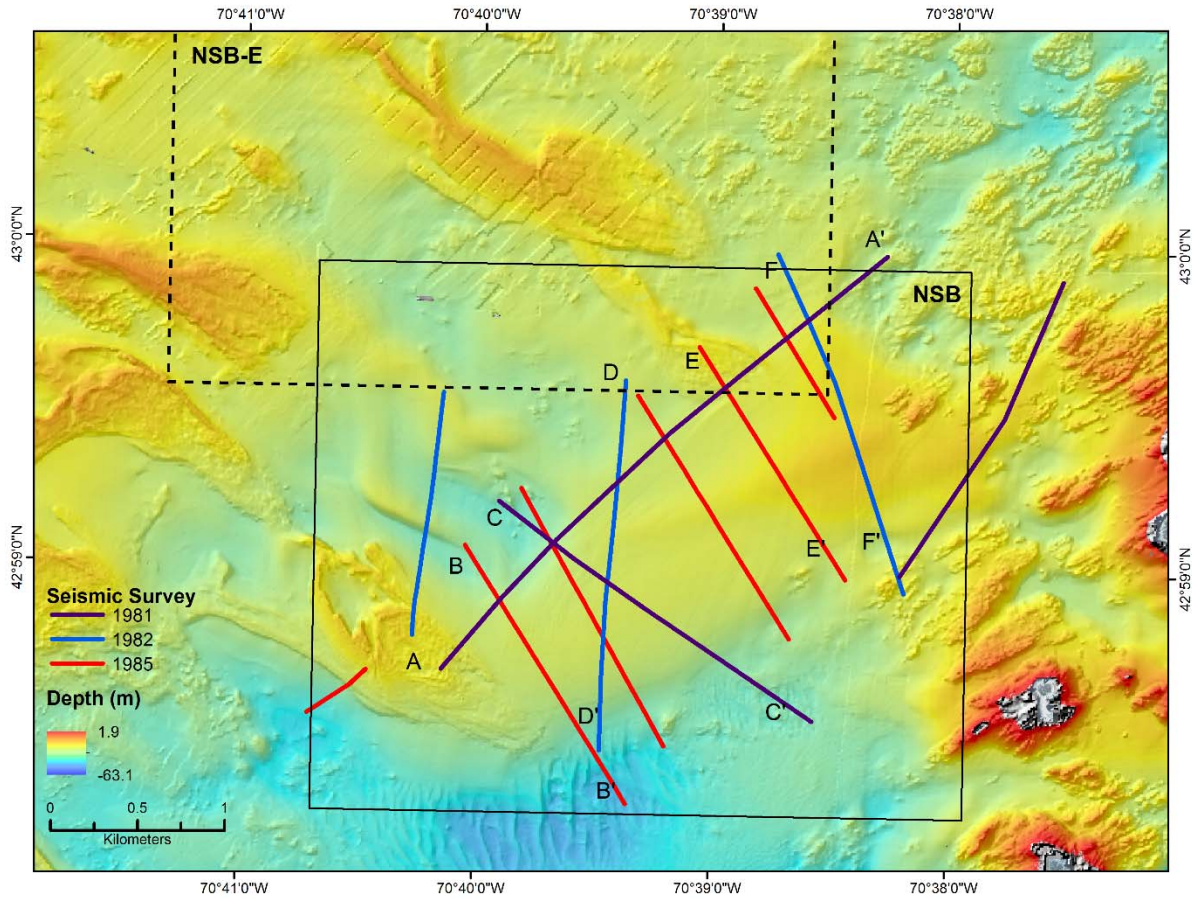 70°41'0"W 70°40'0"W 70°39'0"W 70°38'0"W
NSB-E
43°0'0"N
43°0'0"N
A'
F
NSB
E
D
C
B
E'
F'
42°59'0"N
42°59'0"N
A
D'
C'
B'
Seismic Survey
1981
1982
1985
Depth (m)
1.9
-63.1
0 0.5 1
Kilometers
70°41'0"W 70°40'0"W 70°39'0"W 70°38'0"W